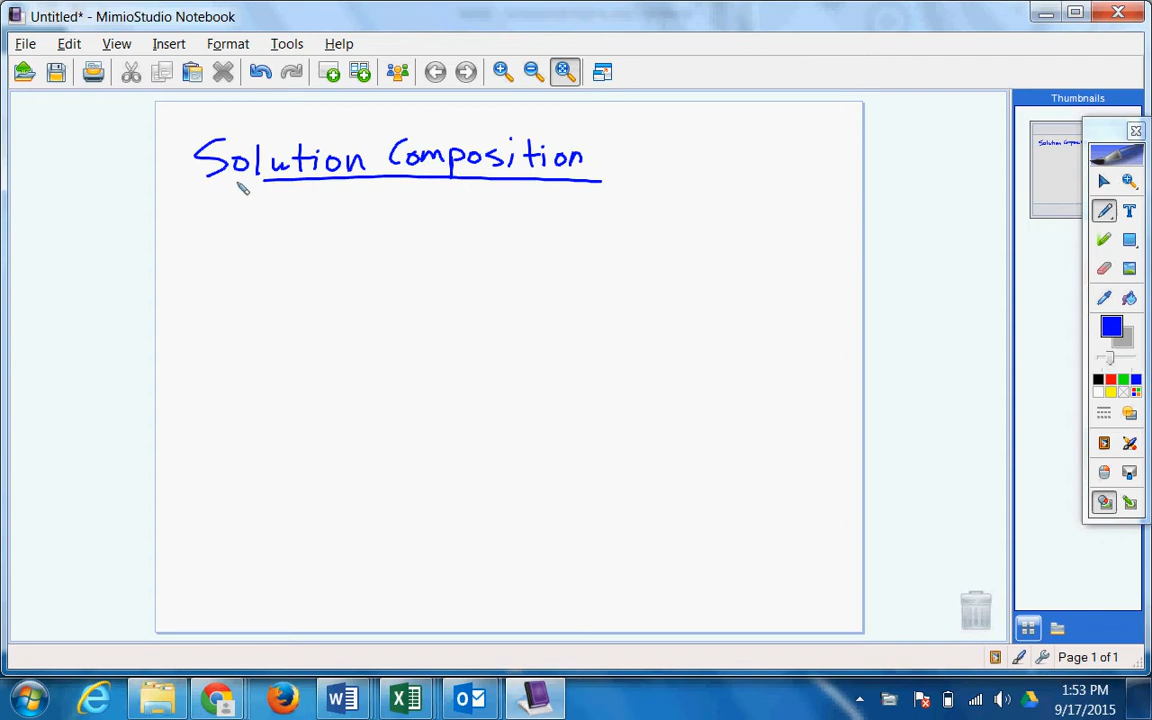 Untitled* - MimioStudio Notebook
File Edit View Insert Format Tools Help
Thumbnails
Solution Composition
Page 1 of 1
1:53 PM
9/17/2015